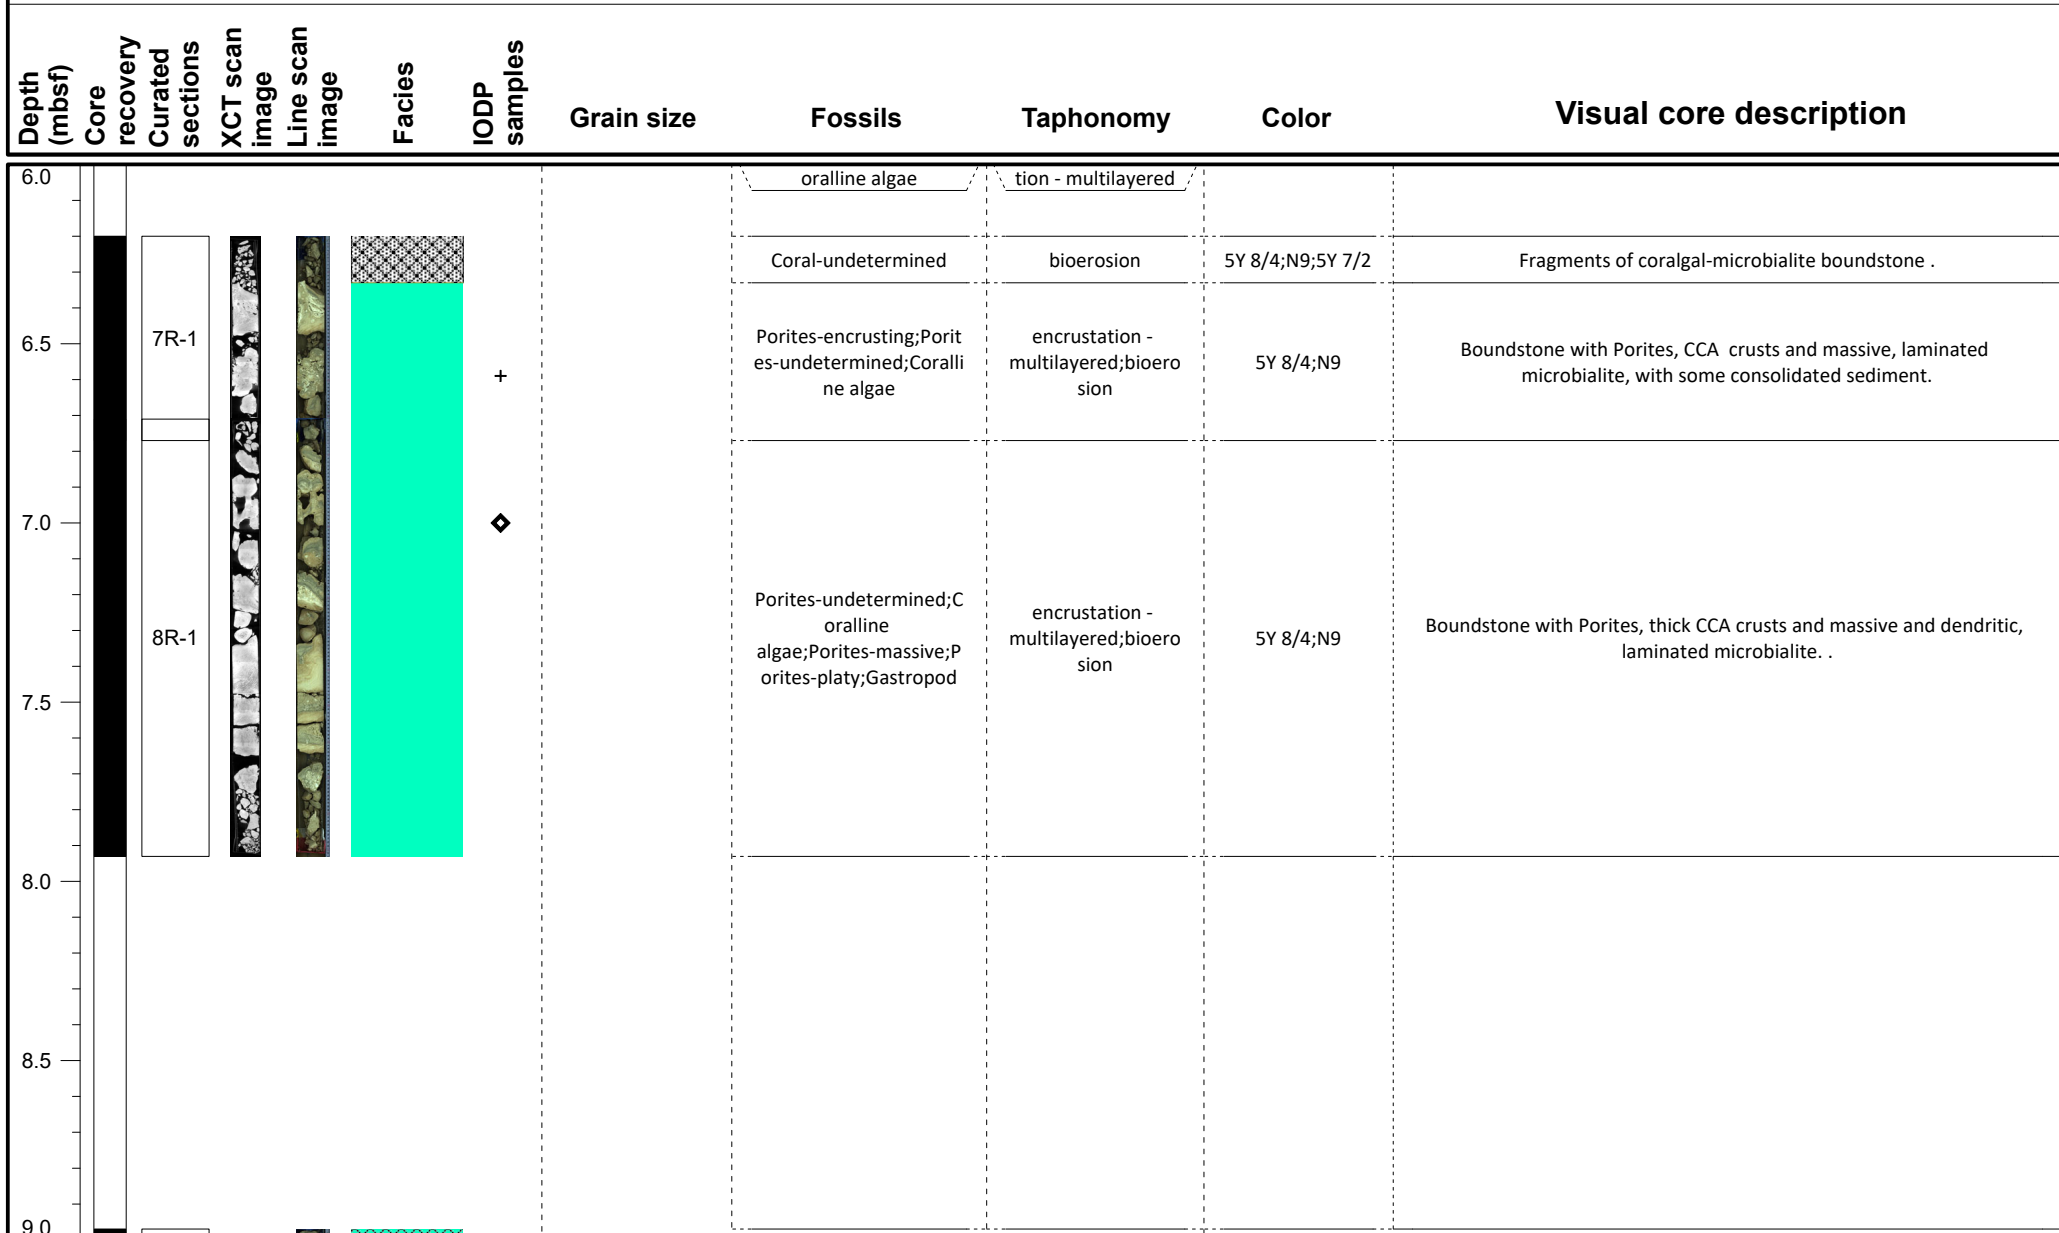 Depth
(mbsf)
Core
recovery
Curated
sections
XCT scan
image
Line scan
image
Facies
IODP
samples
Grain size
Fossils
Taphonomy
Color
Visual core description
6.0
oralline algae
tion - multilayered
Coral-undetermined
bioerosion
5Y 8/4;N9;5Y 7/2
Fragments of coralgal-microbialite boundstone .
6.5
7R-1
+
Porites-encrusting;Porit
es-undetermined;Coralli
ne algae
encrustation -
multilayered;bioero
sion
5Y 8/4;N9
Boundstone with Porites, CCA  crusts and massive, laminated
microbialite, with some consolidated sediment.
7.0
8R-1
Porites-undetermined;C
oralline
algae;Porites-massive;P
orites-platy;Gastropod
encrustation -
multilayered;bioero
sion
5Y 8/4;N9
Boundstone with Porites, thick CCA crusts and massive and dendritic,
laminated microbialite. .
7.5
8.0
8.5
9.0